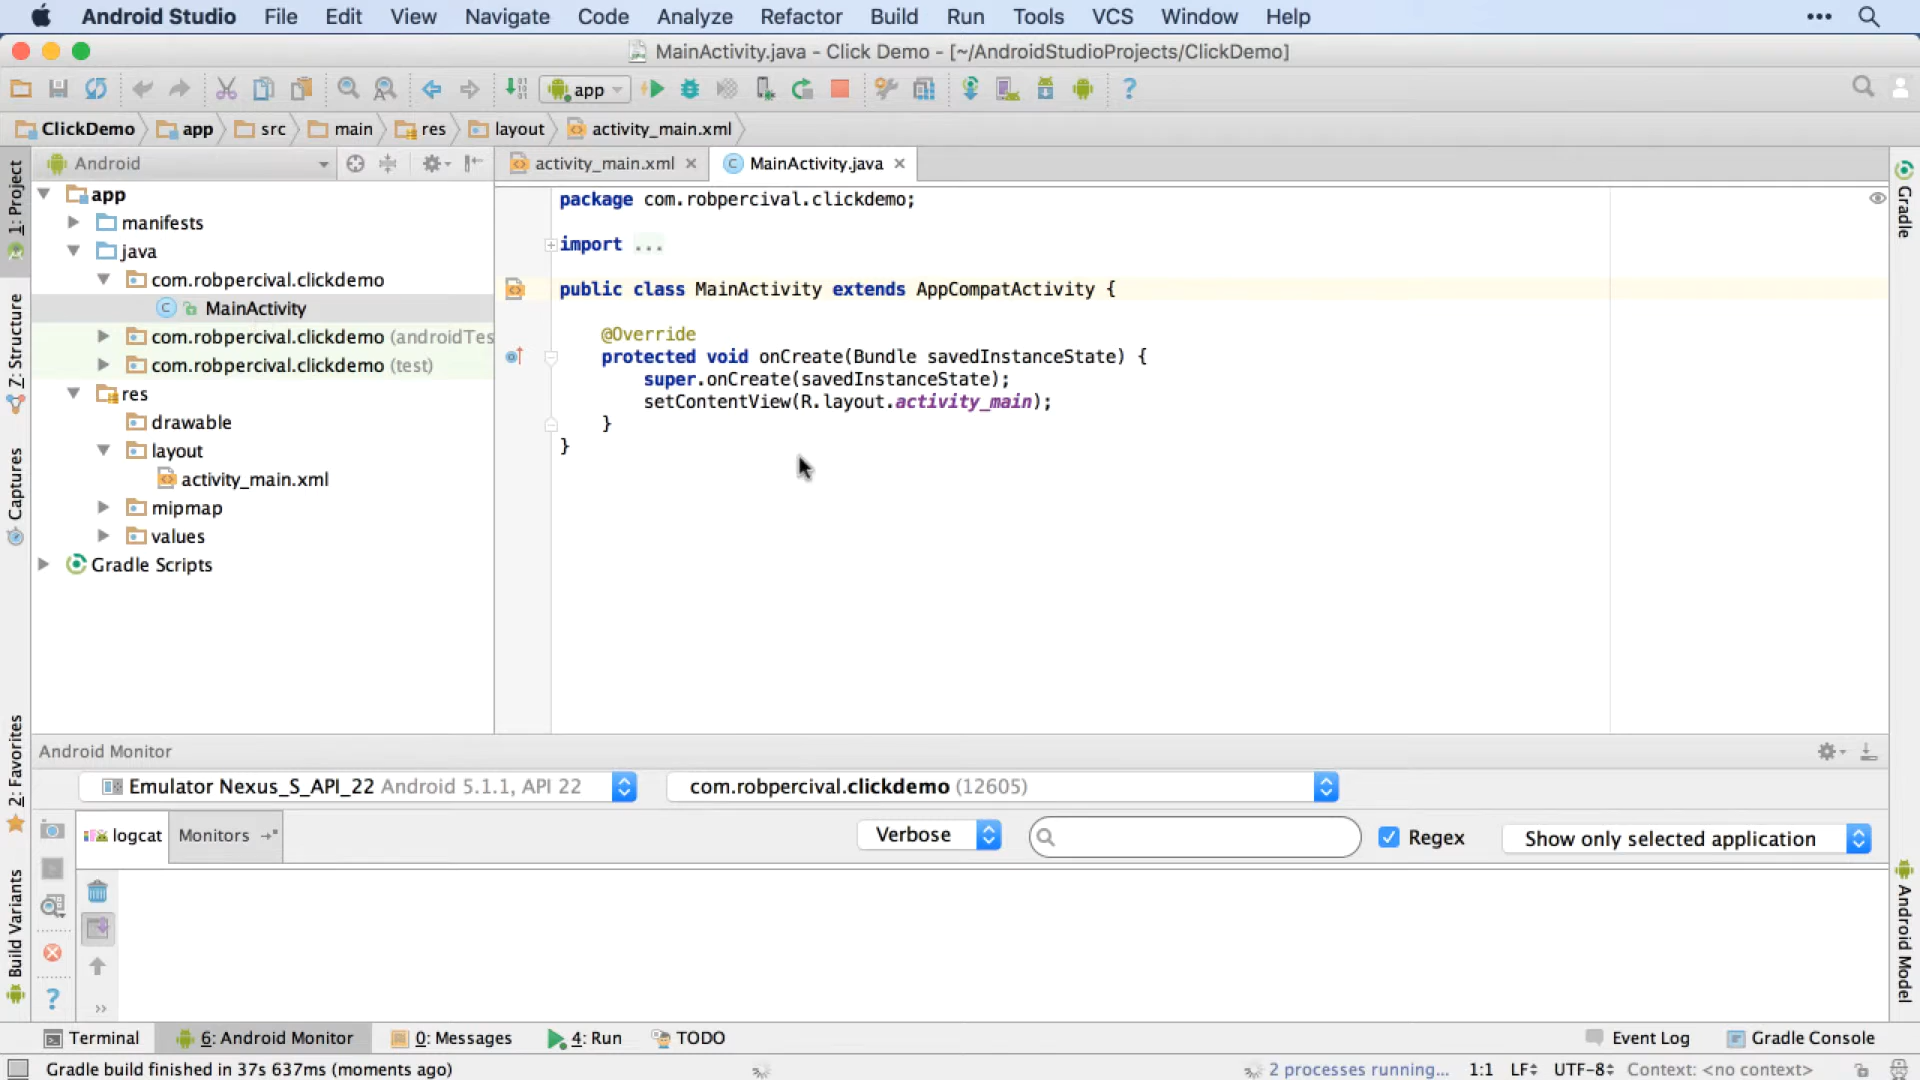 Android Studio File Edit View Navigate Code Analyze Refactor Build Run Tools VCS Window Help
MainActivity.java - Click Demo - [~/AndroidStudioProjects/ClickDemo]
app
ClickDemo app src main res layout activity_main.xml
1: Project
Z: Structure
Captures
2: Favorites
Build Variants
Android
app
manifests
java
com.robpercival.clickdemo
MainActivity
com.robpercival.clickdemo (androidTes
com.robpercival.clickdemo (test)
res
drawable
layout
activity_main.xml
mipmap
values
Gradle Scripts
activity_main.xml MainActivity.java
package com.robpercival.clickdemo;
import ...
public class MainActivity extends AppCompatActivity {
@Override
protected void onCreate(Bundle savedInstanceState) {
super.onCreate(savedInstanceState);
setContentView(R.layout.activity_main);
}
}
Gradle
Android Model
Android Monitor
Emulator Nexus_S_API_22 Android 5.1.1, API 22 com.robpercival.clickdemo (12605)
logcat Monitors Verbose Regex Show only selected application
Terminal 6: Android Monitor 0: Messages 4: Run TODO Event Log Gradle Console
Gradle build finished in 37s 637ms (moments ago) 2 processes running... 1:1 LF UTF-8 Context: <no context>